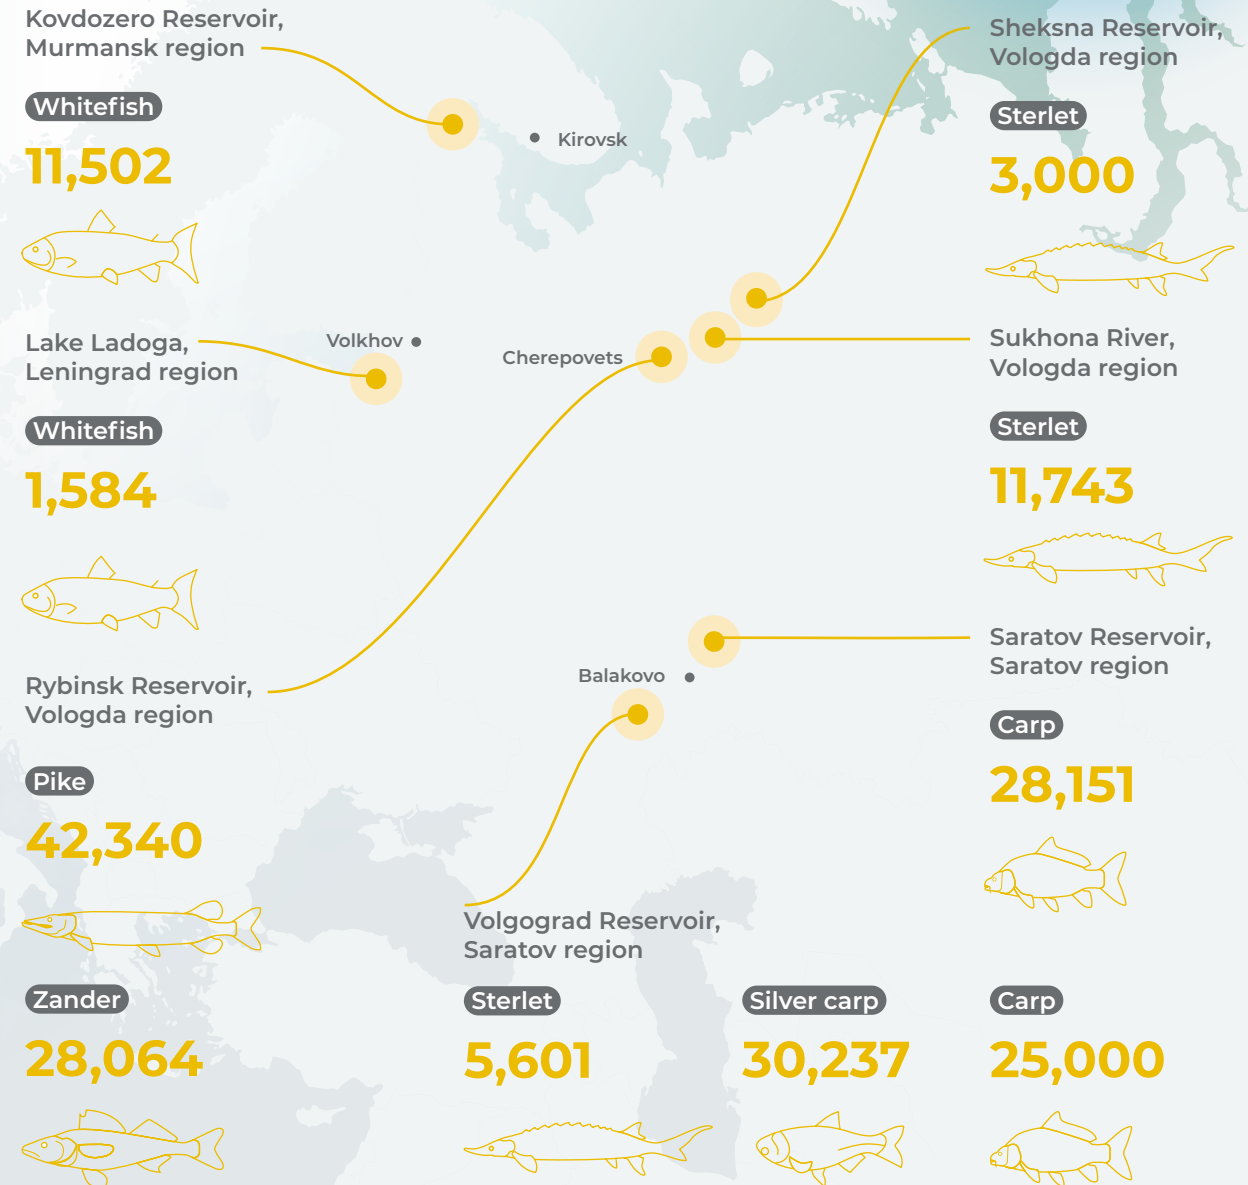 Kovdozero Reservoir,
Murmansk region
Whitefish
11,502
Kirovsk
Sheksna Reservoir,
Vologda region
Sterlet
3,000
Lake Ladoga,
Leningrad region
Whitefish
1,584
Volkhov
Cherepovets
Sukhona River,
Vologda region
Sterlet
11,743
Rybinsk Reservoir,
Vologda region
Pike
42,340
Zander
28,064
Balakovo
Saratov Reservoir,
Saratov region
Carp
28,151
Volgograd Reservoir,
Saratov region
Sterlet
5,601
Silver carp
30,237
Carp
25,000